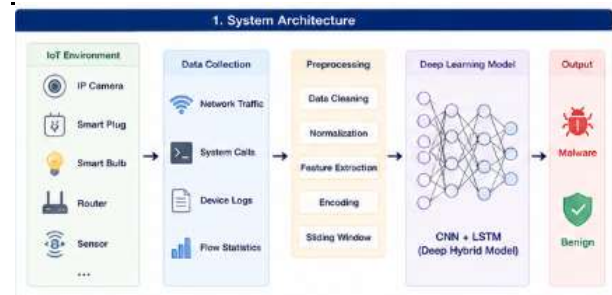 1. System Architecture
IoT Environment
IP Camera
Smart Plug
Smart Bulb
Router
Sensor
...
Data Collection
Network Traffic
System Calls
Device Logs
Flow Statistics
Preprocessing
Data Cleaning
Normalization
Feature Extraction
Encoding
Sliding Window
Deep Learning Model
CNN + LSTM
(Deep Hybrid Model)
Output
Malware
Benign